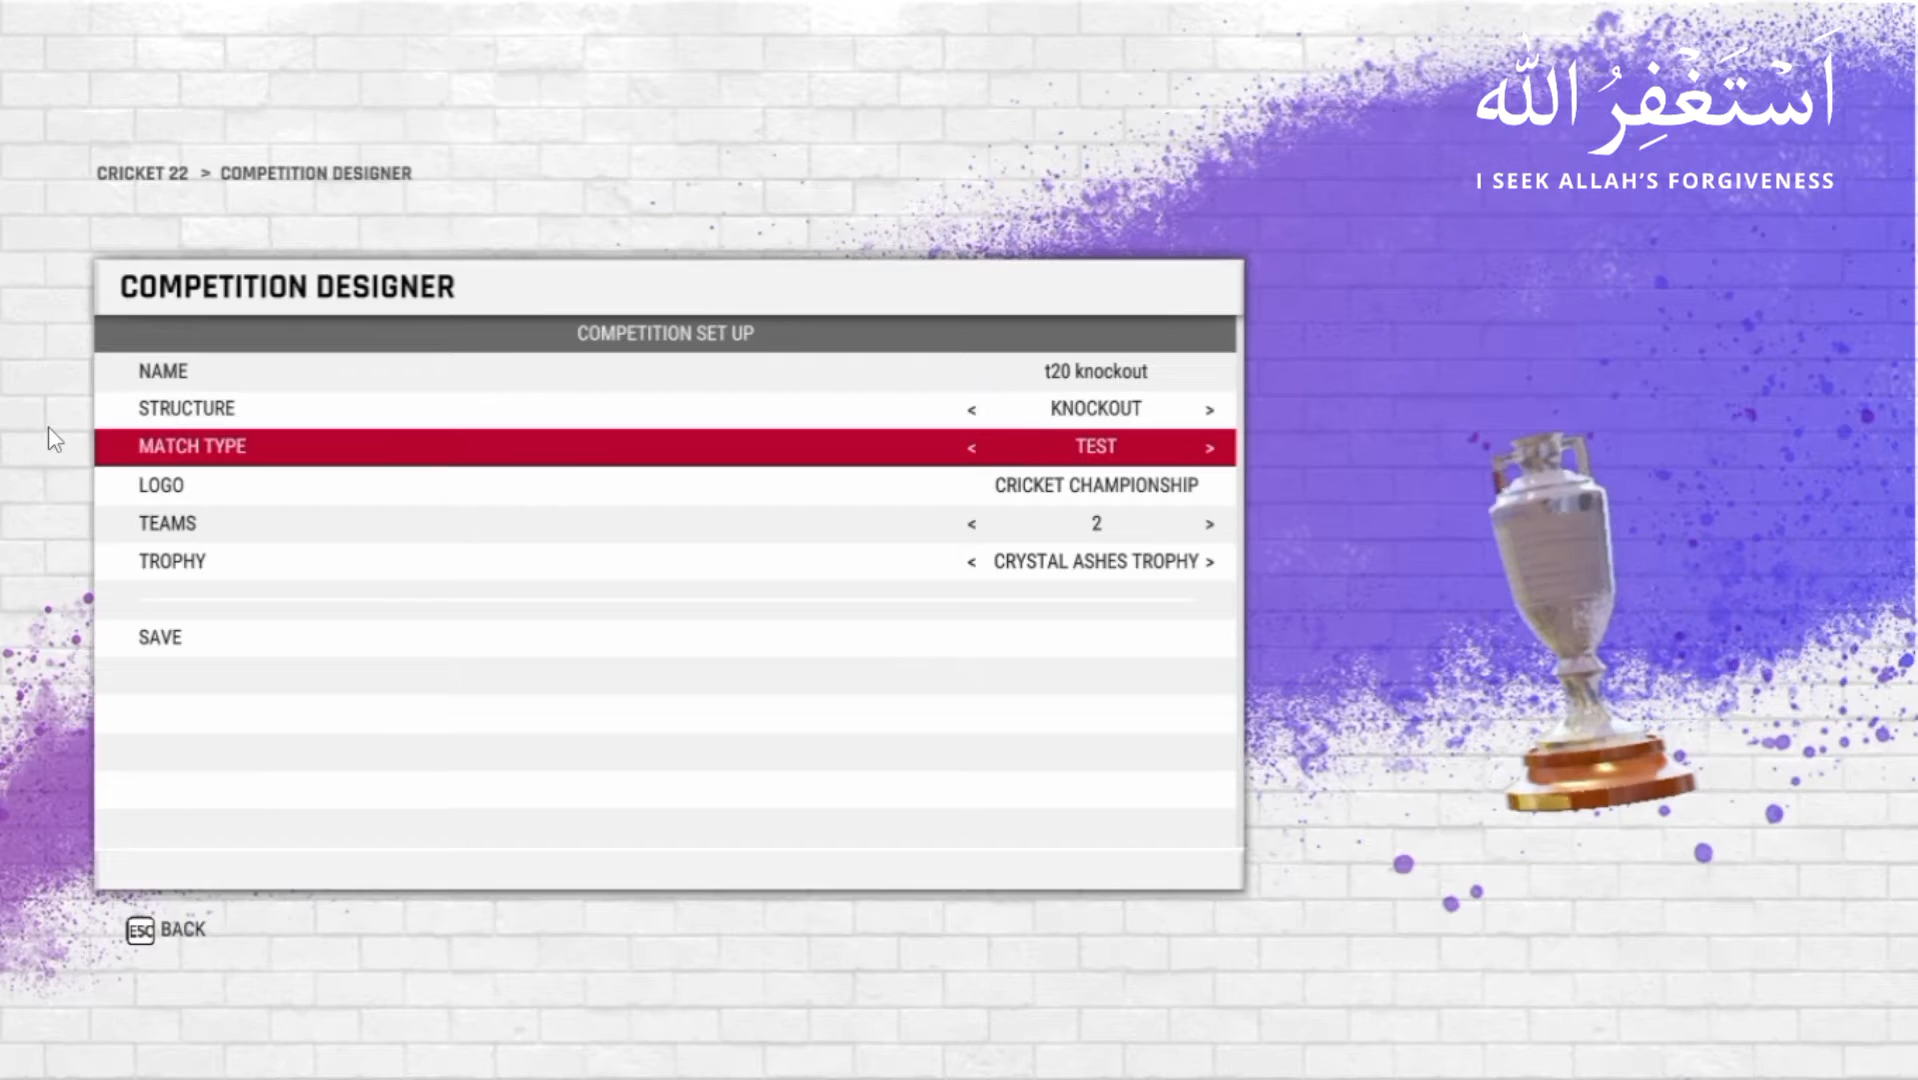 اَسْتَغْفِرُ اللّٰه
I SEEK ALLAH'S FORGIVENESS
CRICKET 22 > COMPETITION DESIGNER
COMPETITION DESIGNER
COMPETITION SET UP
NAME t20 knockout
STRUCTURE < KNOCKOUT >
MATCH TYPE < TEST >
LOGO CRICKET CHAMPIONSHIP
TEAMS < 2 >
TROPHY < CRYSTAL ASHES TROPHY >
SAVE
ESC BACK